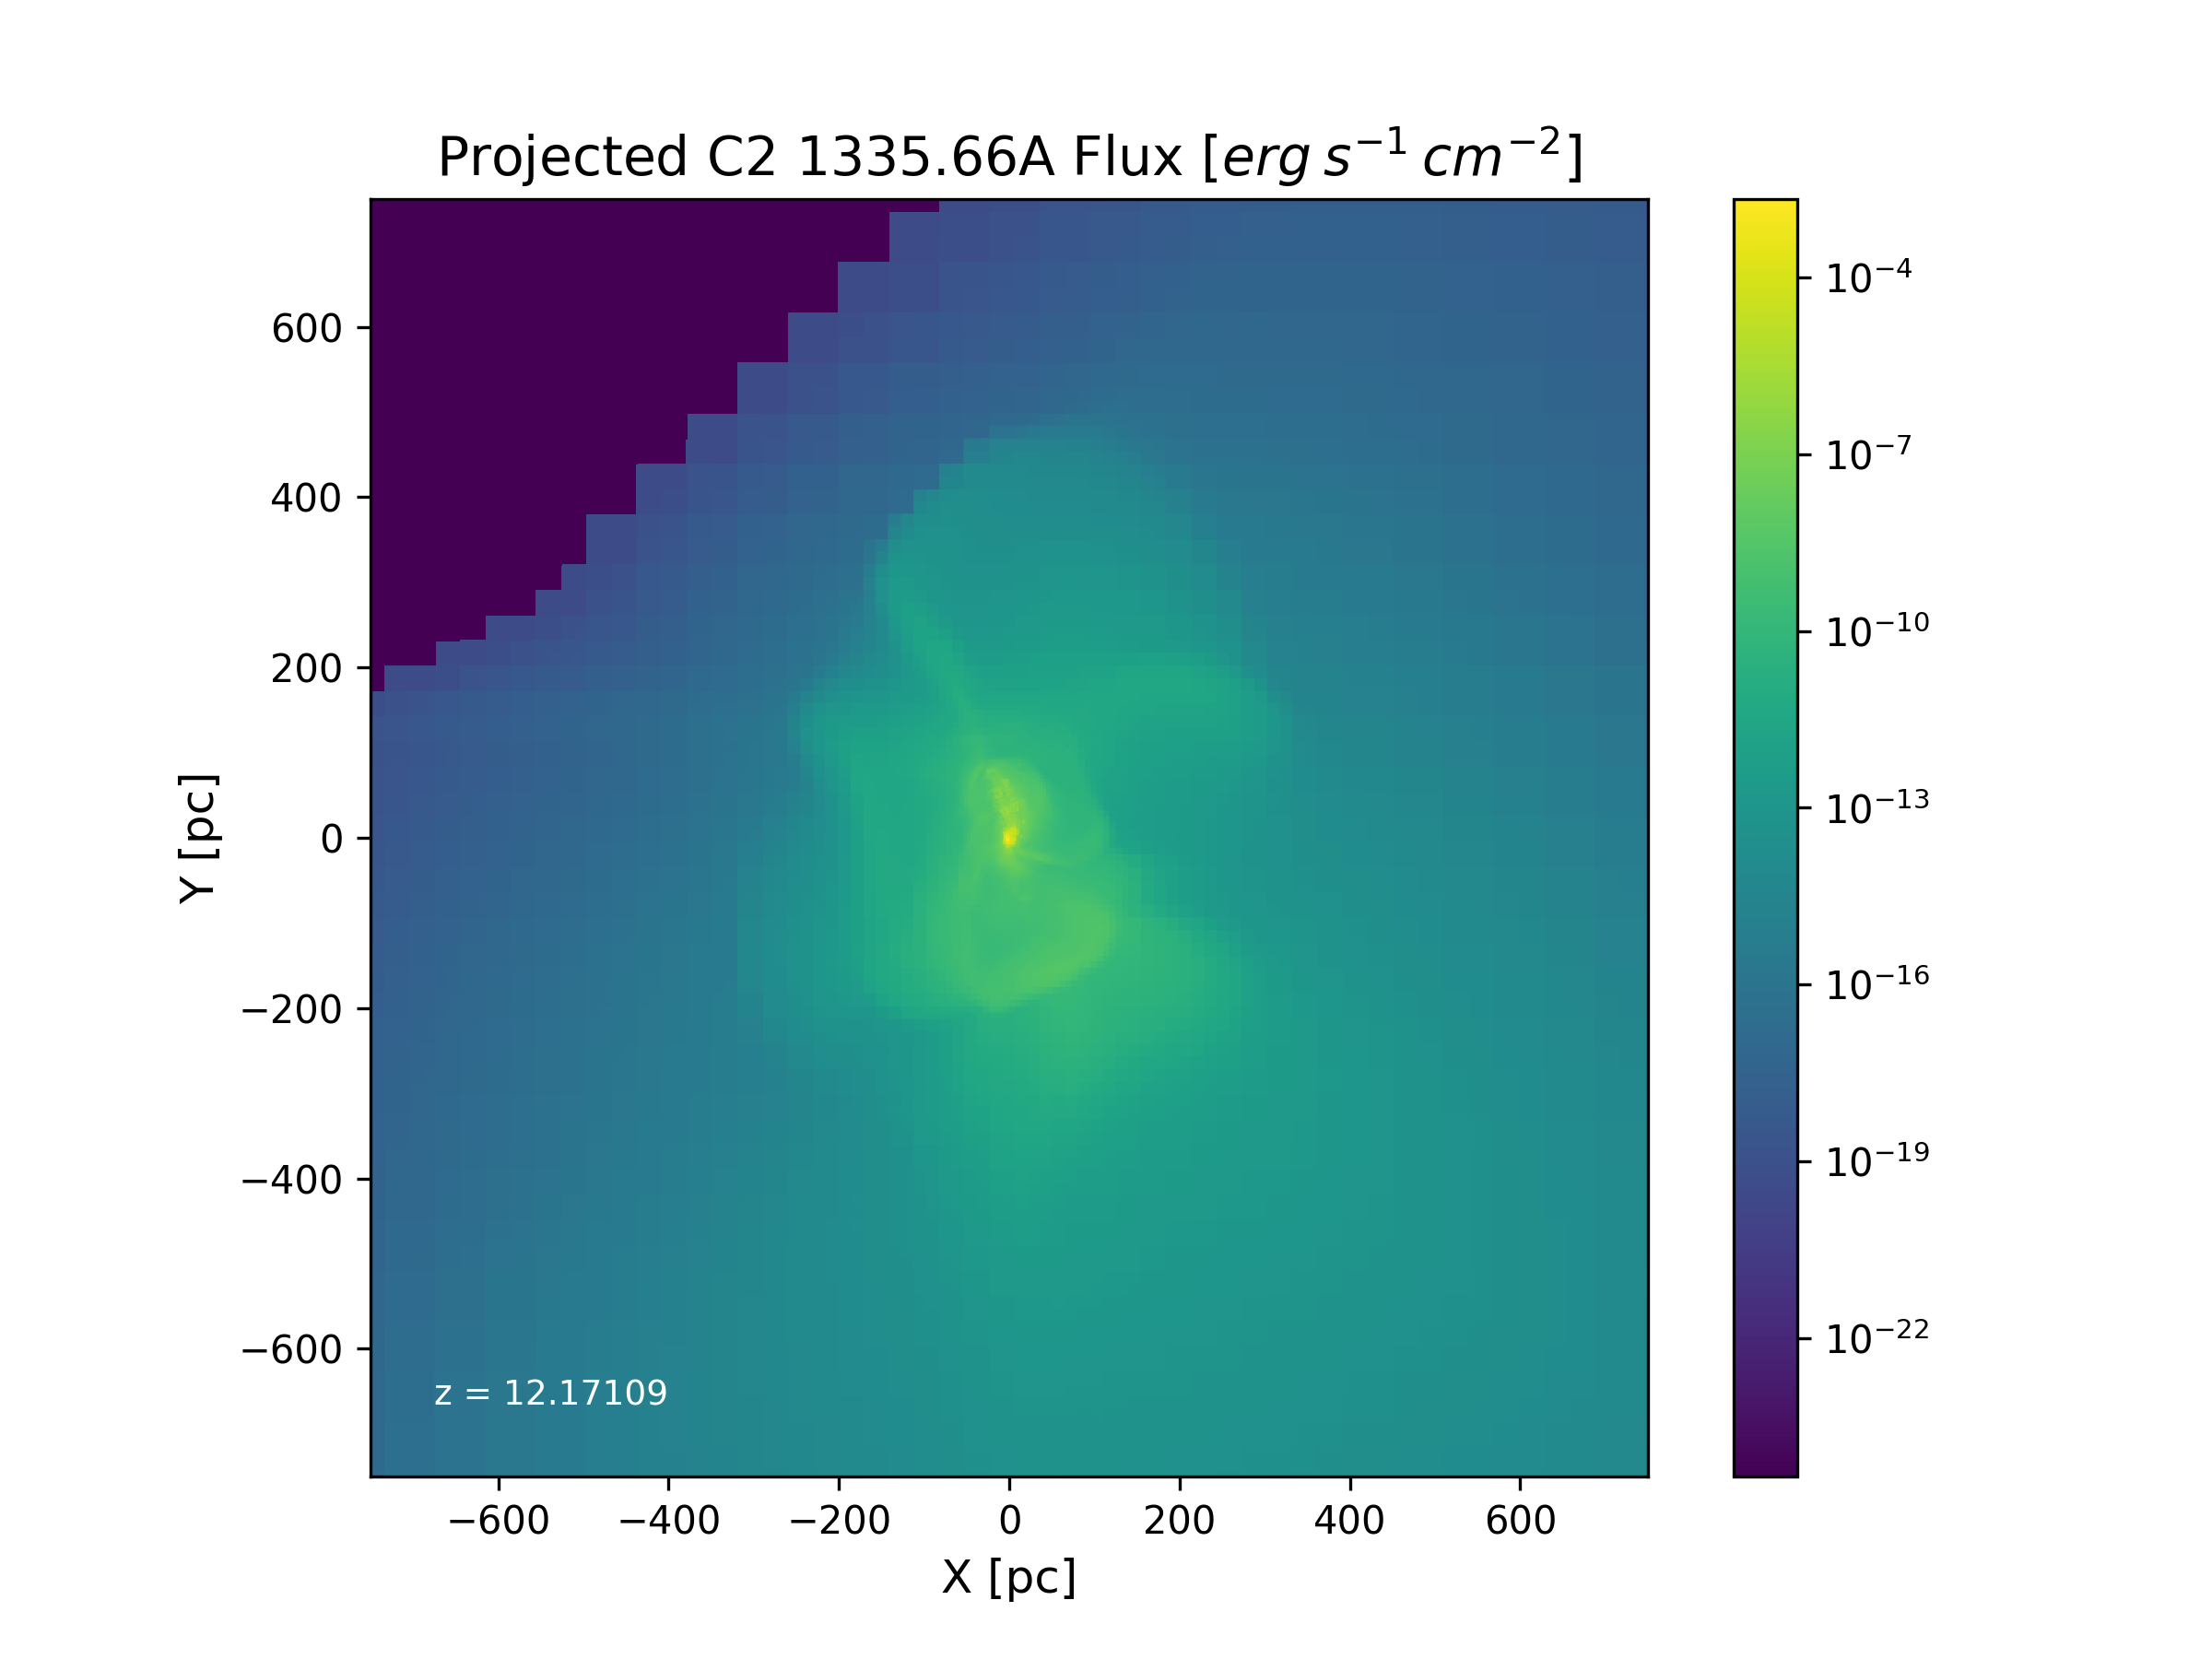 Projected C2 1335.66A Flux [erg s⁻¹ cm⁻²]
600
400
200
0
−200
−400
−600
Y [pc]
z = 12.17109
−600 −400 −200 0 200 400 600
X [pc]
10⁻⁴
10⁻⁷
10⁻¹⁰
10⁻¹³
10⁻¹⁶
10⁻¹⁹
10⁻²²